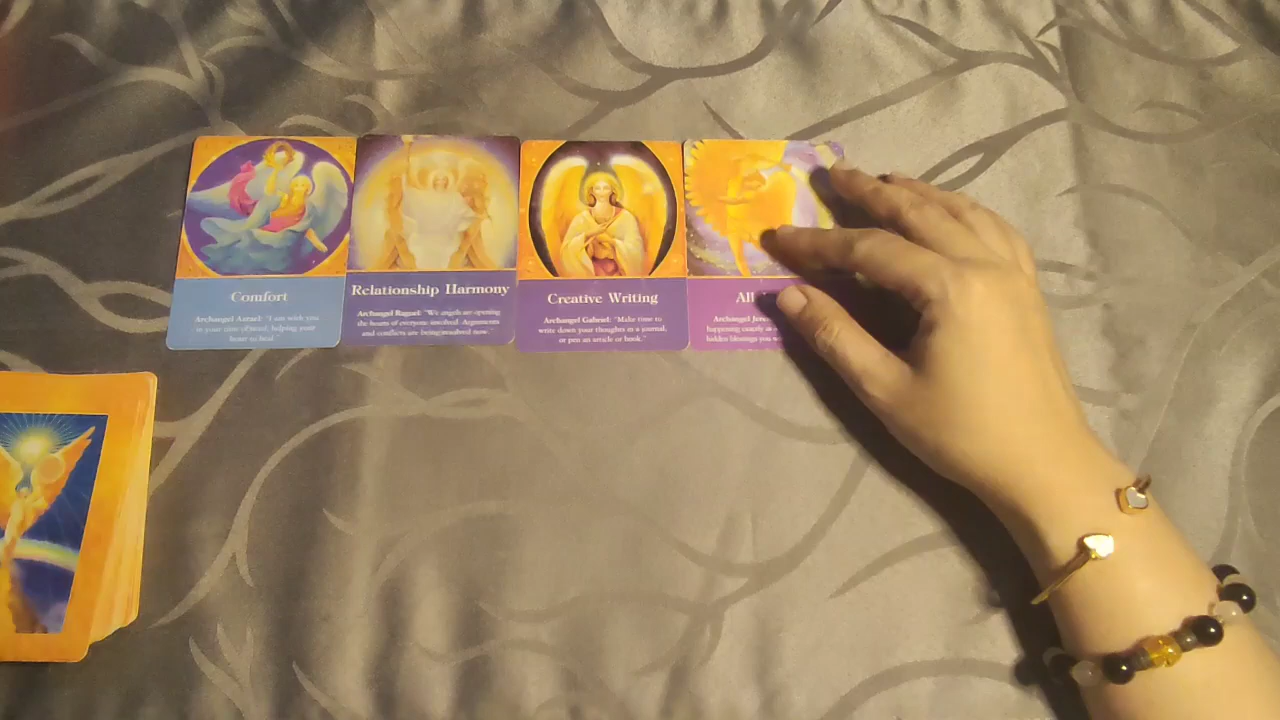 Comfort
Archangel Azrael: "I am with you
in your time of need, helping your
heart to heal."
Relationship Harmony
Archangel Raguel: "We angels are opening
the hearts of everyone involved. Arguments
and conflicts are being resolved now."
Creative Writing
Archangel Gabriel: "Make time to
write down your thoughts in a journal,
or pen an article or book."
All
Archangel
happening exactly
hidden blessings you